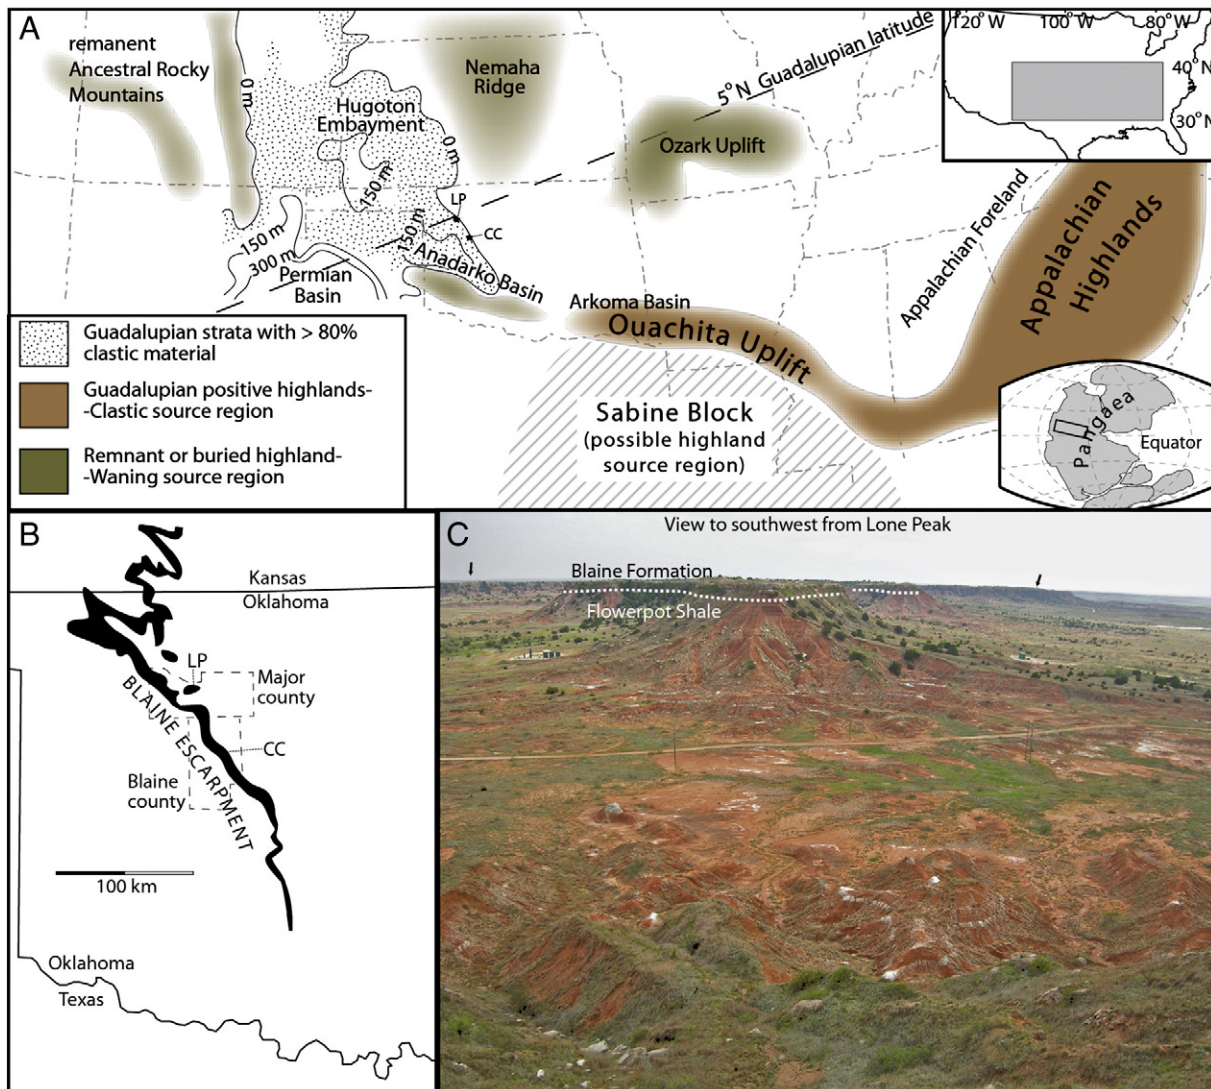 A
remanent
Ancestral Rocky
Mountains
0 m
Hugoton
Embayment
0 m
150 m
Nemaha
Ridge
5° N Guadalupian latitude
Ozark Uplift
LP
CC
150 m
300 m
150 m
Permian
Basin
Anadarko Basin
Arkoma Basin
Ouachita Uplift
Appalachian Foreland
Appalachian
Highlands
Sabine Block
(possible highland
source region)
120° W
100° W
80° W
40° N
30° N
Pangaea
Equator
Guadalupian strata with > 80%
clastic material
Guadalupian positive highlands-
-Clastic source region
Remnant or buried highland-
-Waning source region
B
Kansas
Oklahoma
LP
Major
county
BLAINE ESCARPMENT
CC
Blaine
county
100 km
Oklahoma
Texas
C
View to southwest from Lone Peak
Blaine Formation
Flowerpot Shale